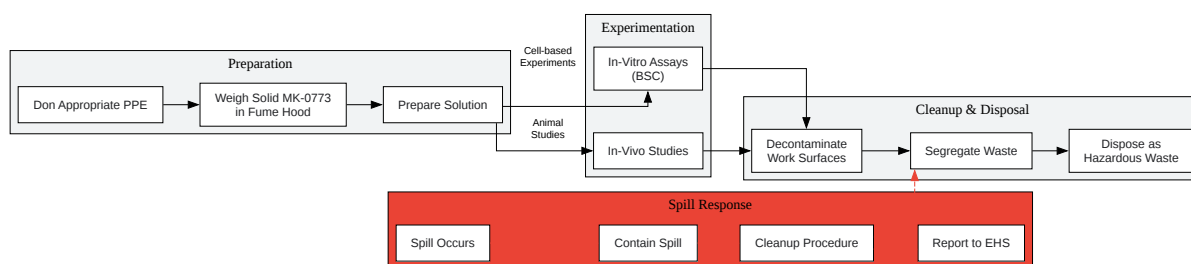 Preparation
Don Appropriate PPE
Weigh Solid MK-0773
in Fume Hood
Prepare Solution
Cell-based
Experiments
Animal
Studies
Experimentation
In-Vitro Assays
(BSC)
In-Vivo Studies
Cleanup & Disposal
Decontaminate
Work Surfaces
Segregate Waste
Dispose as
Hazardous Waste
Spill Response
Spill Occurs
Contain Spill
Cleanup Procedure
Report to EHS